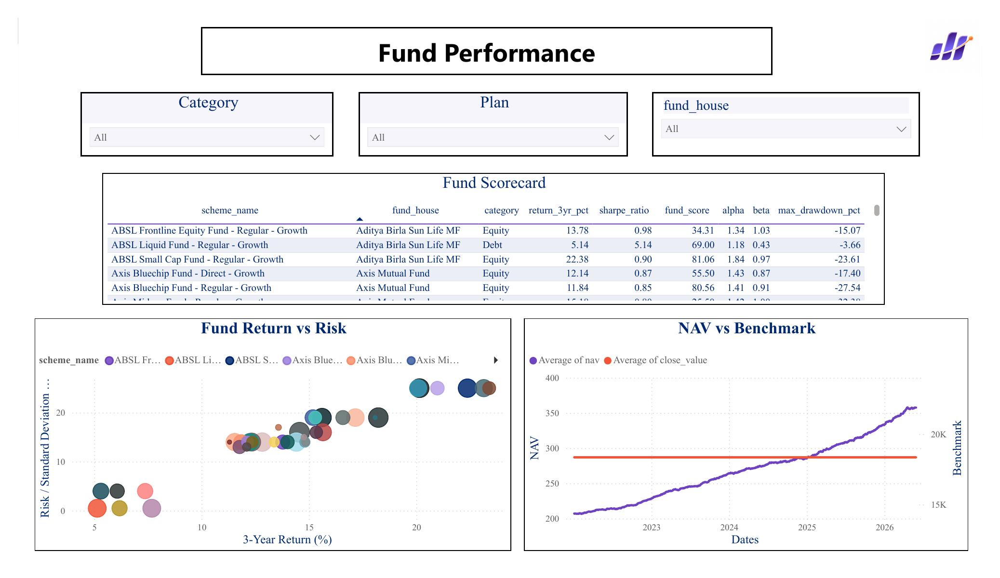 Fund Performance
Category
Plan
fund_house
All
All
All
Fund Scorecard
scheme_name fund_house category return_3yr_pct sharpe_ratio fund_score alpha beta max_drawdown_pct
ABSL Frontline Equity Fund - Regular - Growth Aditya Birla Sun Life MF Equity 13.78 0.98 34.31 1.34 1.03 -15.07
ABSL Liquid Fund - Regular - Growth Aditya Birla Sun Life MF Debt 5.14 5.14 69.00 1.18 0.43 -3.66
ABSL Small Cap Fund - Regular - Growth Aditya Birla Sun Life MF Equity 22.38 0.90 81.06 1.84 0.97 -23.61
Axis Bluechip Fund - Direct - Growth Axis Mutual Fund Equity 12.14 0.87 55.50 1.43 0.87 -17.40
Axis Bluechip Fund - Regular - Growth Axis Mutual Fund Equity 11.84 0.85 80.56 1.41 0.91 -27.54
Fund Return vs Risk
scheme_name ABSL Fr... ABSL Li... ABSL S... Axis Blue... Axis Blu... Axis Mi...
Risk / Standard Deviation ...
20
10
0
5 10 15 20
3-Year Return (%)
NAV vs Benchmark
Average of nav Average of close_value
NAV
400
350
300
250
200
2023 2024 2025 2026
Dates
20K
15K
Benchmark